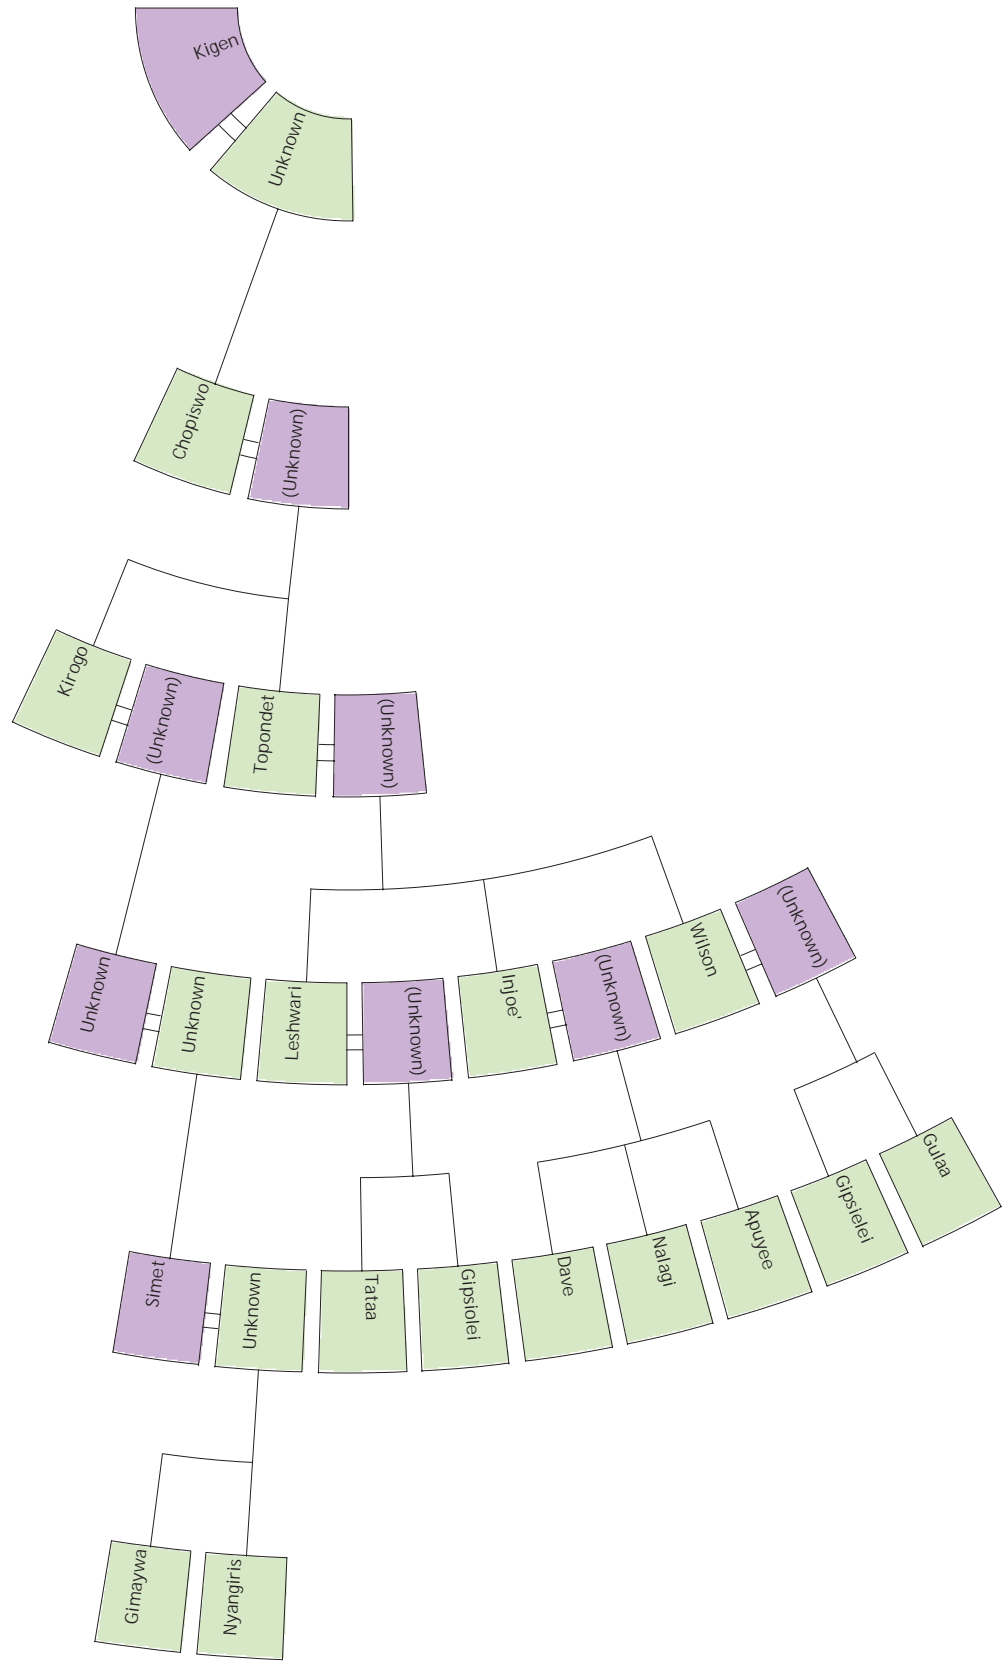 Kigen
Unknown
Chopiswo
(Unknown)
Kirogo
(Unknown)
Topondet
(Unknown)
Unknown
Unknown
Leshwari
(Unknown)
Injoe'
(Unknown)
Wilson
(Unknown)
Simet
Unknown
Tataa
Gipsiolei
Dave
Nalagi
Apuyee
Gipsielei
Gulaa
Gimaywa
Nyangiris